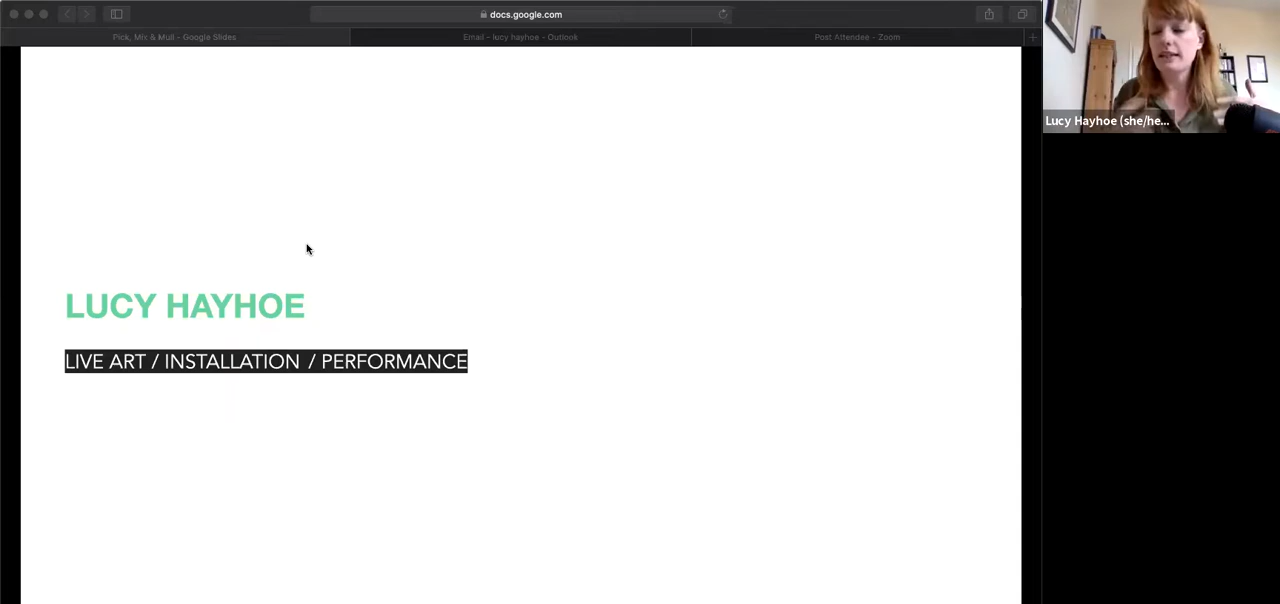 docs.google.com
Pick, Mix & Mull - Google Slides
Email - lucy hayhoe - Outlook
Post Attendee - Zoom
Lucy Hayhoe (she/he...
LUCY HAYHOE
LIVE ART / INSTALLATION / PERFORMANCE